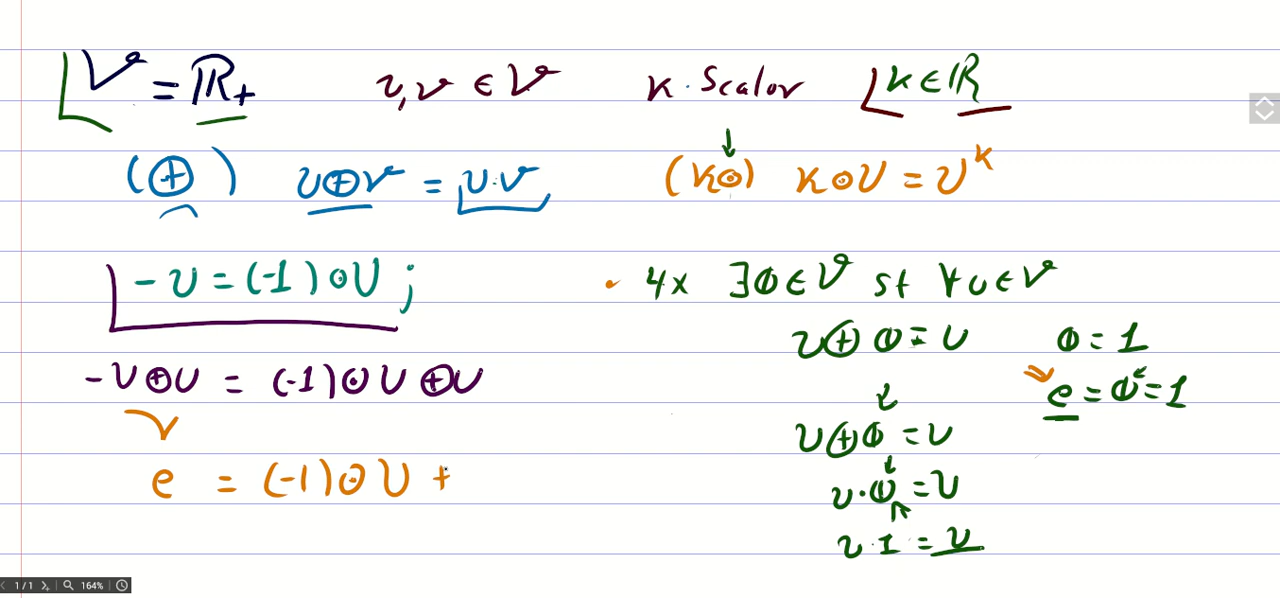 V = ℝ₊ u, v ∈ V k · Scalar k ∈ ℝ
(⊕) u⊕v = u·v (k⊙) k⊙u = u^k
-u = (-1)⊙u ;
-u⊕u = (-1)⊙u⊕u
e = (-1)⊙u +
· 4x ∃𝟘∈V st ∀u∈V
u⊕𝟘 = u 𝟘 = 1
e = 𝟘 = 1
u⊕𝟘 = u
u·𝟘 = u
u·1 = u
1/1 164%